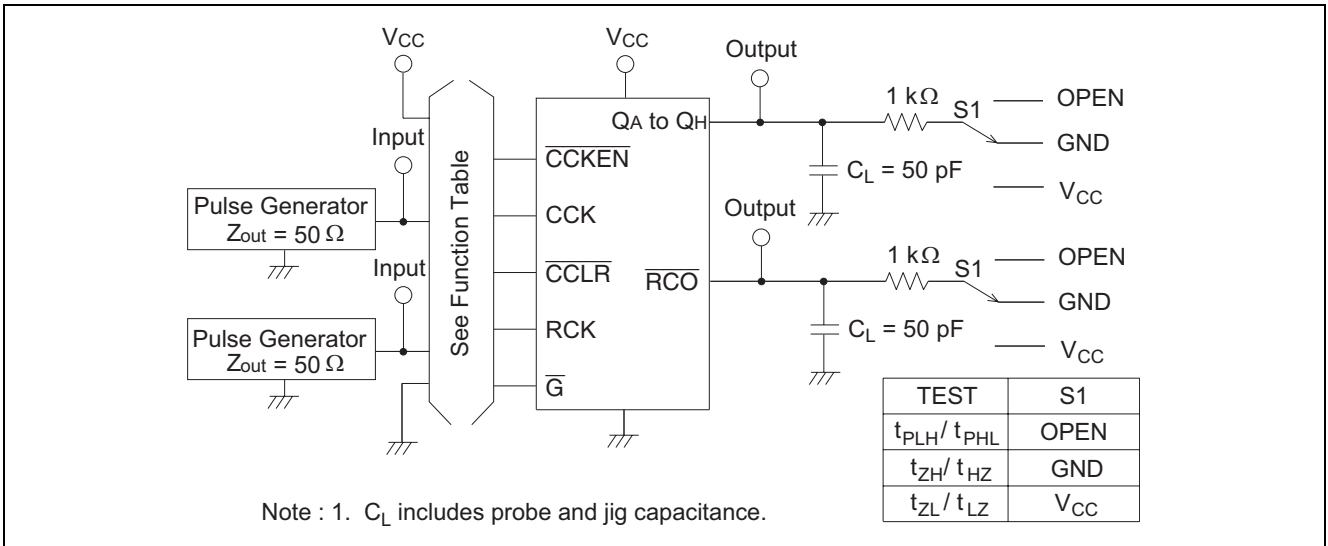 VCC
VCC
Output
Input
See Function Table
Pulse Generator
Zout = 50 Ω
Input
Pulse Generator
Zout = 50 Ω
QA to QH
CCKEN
CCK
CCLR
RCO
RCK
G
1 kΩ
S1
OPEN
GND
VCC
CL = 50 pF
Output
1 kΩ
S1
OPEN
GND
VCC
CL = 50 pF
TEST S1
tPLH / tPHL OPEN
tZH / tHZ GND
tZL / tLZ VCC
Note : 1. CL includes probe and jig capacitance.